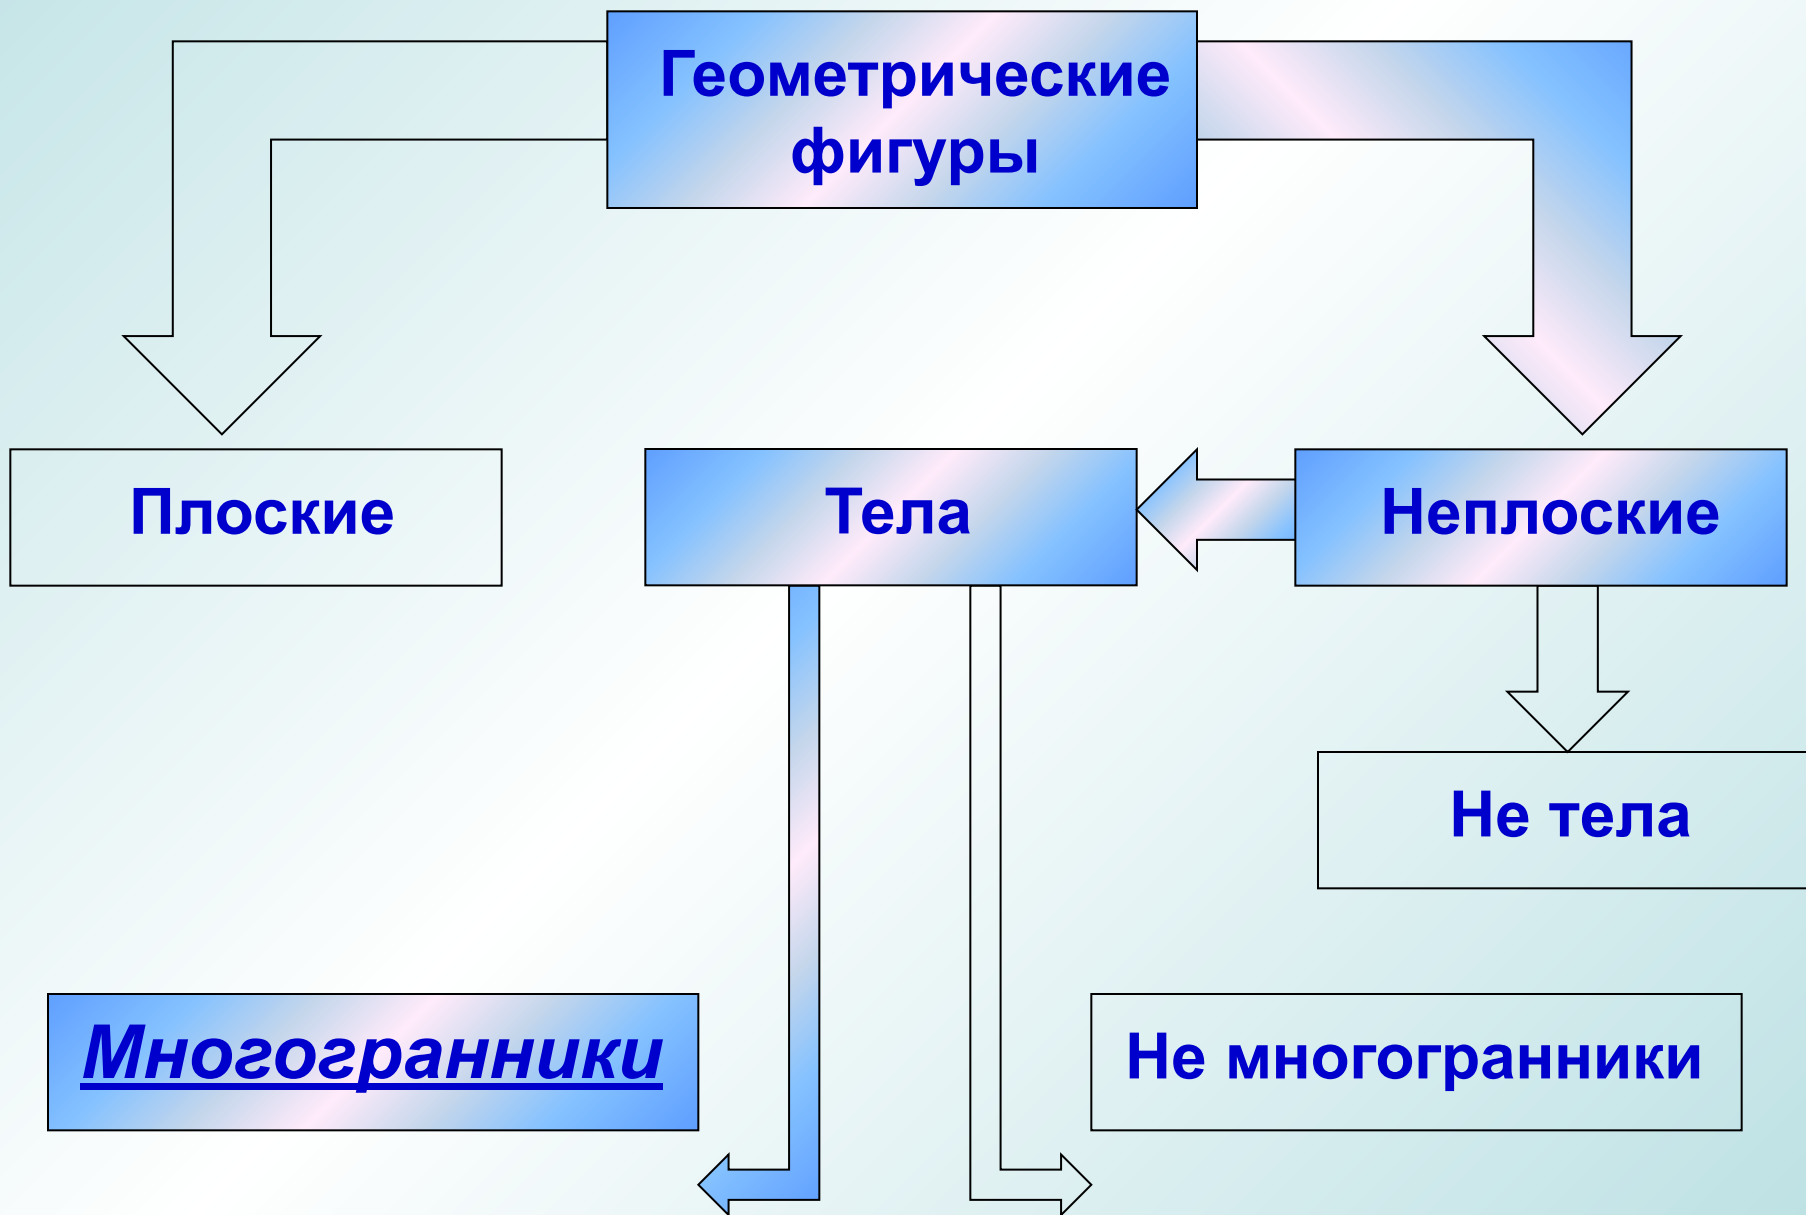 Геометрические
фигуры
Плоские
Тела
Неплоские
Не тела
Многогранники
Не многогранники